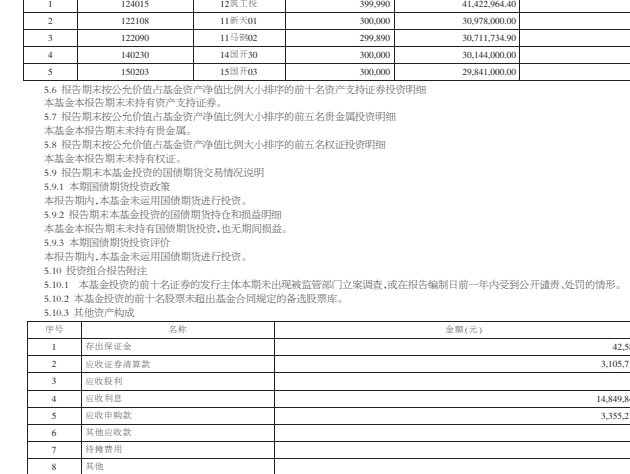 1 124015 12筑工投 399,990 41,422,964.40
2 122108 11新天01 300,000 30,978,000.00
3 122090 11马钢02 299,890 30,711,734.90
4 140230 14国开30 300,000 30,144,000.00
5 150203 15国开03 300,000 29,841,000.00
5.6 报告期末按公允价值占基金资产净值比例大小排序的前十名资产支持证券投资明细
本基金本报告期末未持有资产支持证券。
5.7 报告期末按公允价值占基金资产净值比例大小排序的前五名贵金属投资明细
本基金本报告期末未持有贵金属。
5.8 报告期末按公允价值占基金资产净值比例大小排序的前五名权证投资明细
本基金本报告期末未持有权证。
5.9 报告期末本基金投资的国债期货交易情况说明
5.9.1 本期国债期货投资政策
本报告期内,本基金未运用国债期货进行投资。
5.9.2 报告期末本基金投资的国债期货持仓和损益明细
本基金本报告期末未持有国债期货投资,也无期间损益。
5.9.3 本期国债期货投资评价
本报告期内,本基金未运用国债期货进行投资。
5.10 投资组合报告附注
5.10.1 本基金投资的前十名证券的发行主体本期未出现被监管部门立案调查,或在报告编制日前一年内受到公开谴责、处罚的情形。
5.10.2 本基金投资的前十名股票未超出基金合同规定的备选股票库。
5.10.3 其他资产构成
序号 名称 金额(元)
1 存出保证金 42,5
2 应收证券清算款 3,105,7
3 应收股利
4 应收利息 14,849,8
5 应收申购款 3,355,2
6 其他应收款
7 待摊费用
8 其他